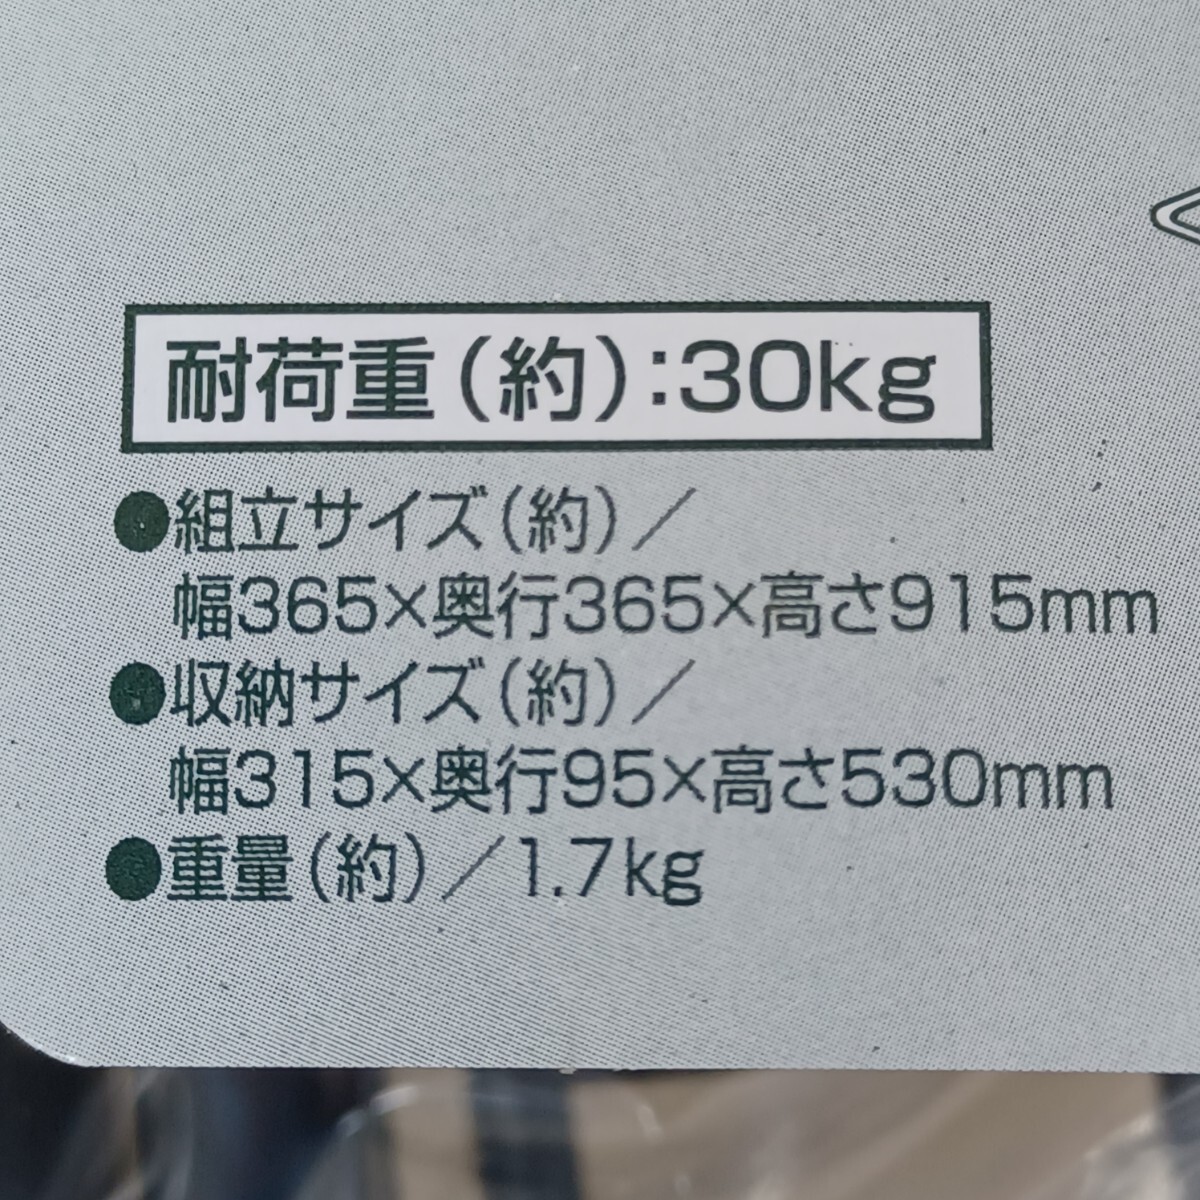 耐荷重(約):30kg
●組立サイズ(約)／
幅365×奥行365×高さ915mm
●収納サイズ(約)／
幅315×奥行95×高さ530mm
●重量(約)／1.7kg